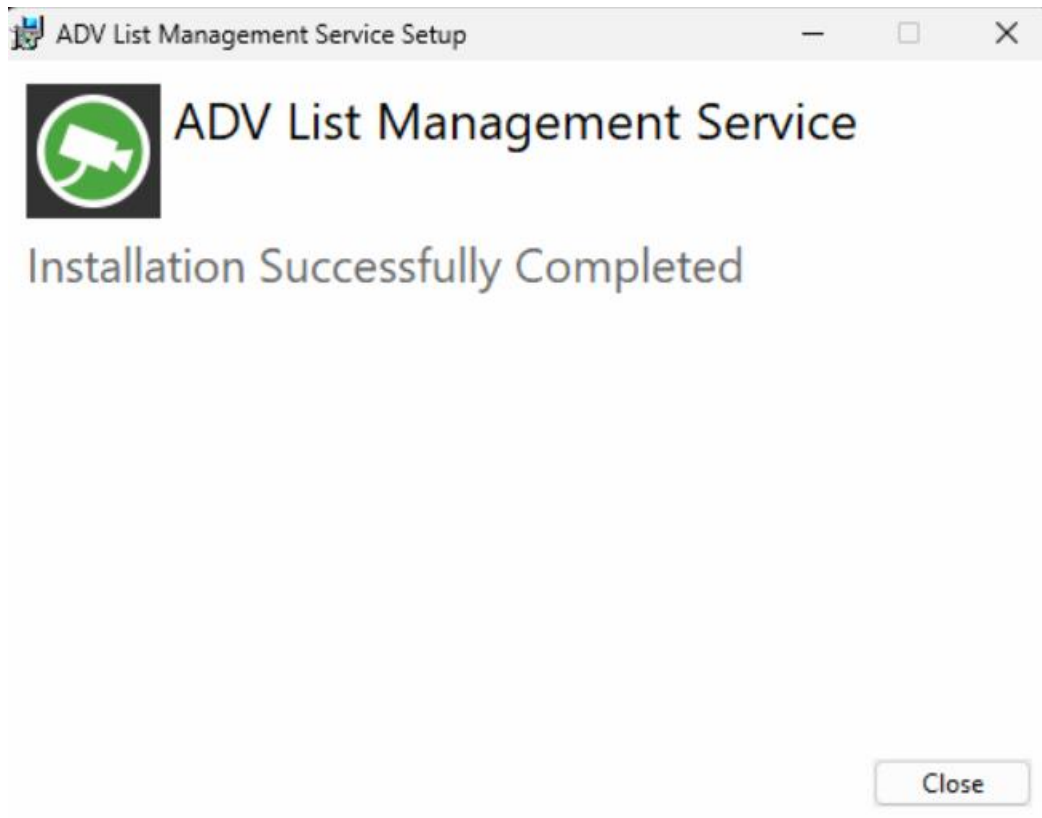 ADV List Management Service Setup
ADV List Management Service
Installation Successfully Completed
Close